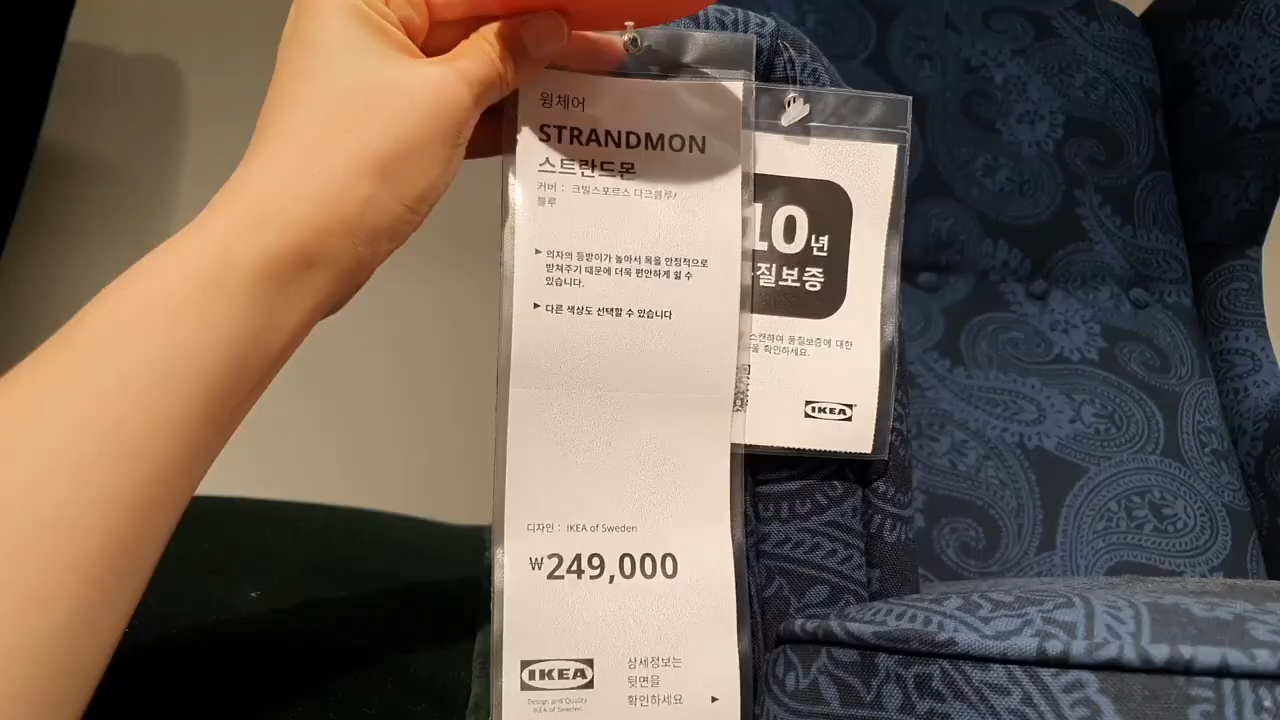 윙체어
STRANDMON
스트란드몬
커버 : 크빌스포르스 다크블루/
블루
▶ 의자의 등받이가 높아서 목을 안정적으로
받쳐주기 때문에 더욱 편안하게 쉴 수
있습니다.
▶ 다른 색상도 선택할 수 있습니다
디자인 : IKEA of Sweden
₩249,000
IKEA
Design and Quality
IKEA of Sweden
상세정보는
뒷면을
확인하세요 ▶
10년
질보증
스캔하여 품질보증에 대한
확인하세요.
IKEA